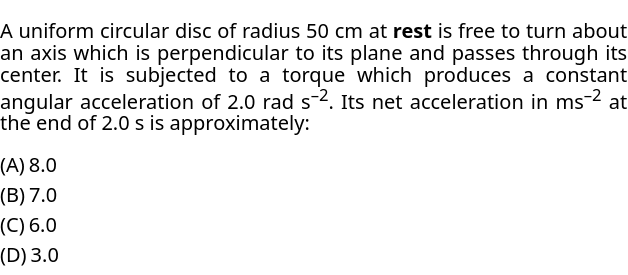 A uniform circular disc of radius 50 cm at rest is free to turn about
an axis which is perpendicular to its plane and passes through its
center. It is subjected to a torque which produces a constant
angular acceleration of 2.0 rad s⁻². Its net acceleration in ms⁻² at
the end of 2.0 s is approximately:
(A) 8.0
(B) 7.0
(C) 6.0
(D) 3.0